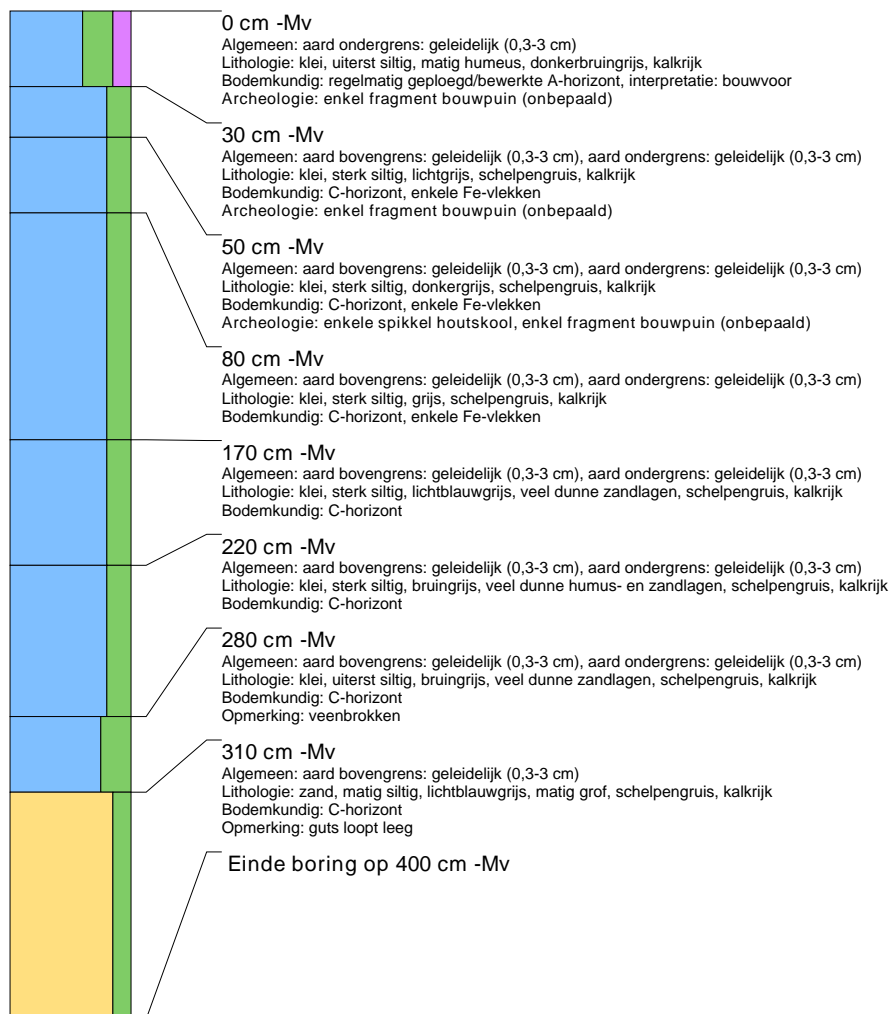 0 cm -Mv
Algemeen: aard ondergrens: geleidelijk (0,3-3 cm)
Lithologie: klei, uiterst siltig, matig humeus, donkerbruingrijs, kalkrijk
Bodemkundig: regelmatig geploegd/bewerkte A-horizont, interpretatie: bouwvoor
Archeologie: enkel fragment bouwpuin (onbepaald)
30 cm -Mv
Algemeen: aard bovengrens: geleidelijk (0,3-3 cm), aard ondergrens: geleidelijk (0,3-3 cm)
Lithologie: klei, sterk siltig, lichtgrijs, schelpengruis, kalkrijk
Bodemkundig: C-horizont, enkele Fe-vlekken
Archeologie: enkel fragment bouwpuin (onbepaald)
50 cm -Mv
Algemeen: aard bovengrens: geleidelijk (0,3-3 cm), aard ondergrens: geleidelijk (0,3-3 cm)
Lithologie: klei, sterk siltig, donkergrijs, schelpengruis, kalkrijk
Bodemkundig: C-horizont, enkele Fe-vlekken
Archeologie: enkele spikkel houtskool, enkel fragment bouwpuin (onbepaald)
80 cm -Mv
Algemeen: aard bovengrens: geleidelijk (0,3-3 cm), aard ondergrens: geleidelijk (0,3-3 cm)
Lithologie: klei, sterk siltig, grijs, schelpengruis, kalkrijk
Bodemkundig: C-horizont, enkele Fe-vlekken
170 cm -Mv
Algemeen: aard bovengrens: geleidelijk (0,3-3 cm), aard ondergrens: geleidelijk (0,3-3 cm)
Lithologie: klei, sterk siltig, lichtblauwgrijs, veel dunne zandlagen, schelpengruis, kalkrijk
Bodemkundig: C-horizont
220 cm -Mv
Algemeen: aard bovengrens: geleidelijk (0,3-3 cm), aard ondergrens: geleidelijk (0,3-3 cm)
Lithologie: klei, sterk siltig, bruingrijs, veel dunne humus- en zandlagen, schelpengruis, kalkrijk
Bodemkundig: C-horizont
280 cm -Mv
Algemeen: aard bovengrens: geleidelijk (0,3-3 cm), aard ondergrens: geleidelijk (0,3-3 cm)
Lithologie: klei, uiterst siltig, bruingrijs, veel dunne zandlagen, schelpengruis, kalkrijk
Bodemkundig: C-horizont
Opmerking: veenbrokken
310 cm -Mv
Algemeen: aard bovengrens: geleidelijk (0,3-3 cm)
Lithologie: zand, matig siltig, lichtblauwgrijs, matig grof, schelpengruis, kalkrijk
Bodemkundig: C-horizont
Opmerking: guts loopt leeg
Einde boring op 400 cm -Mv